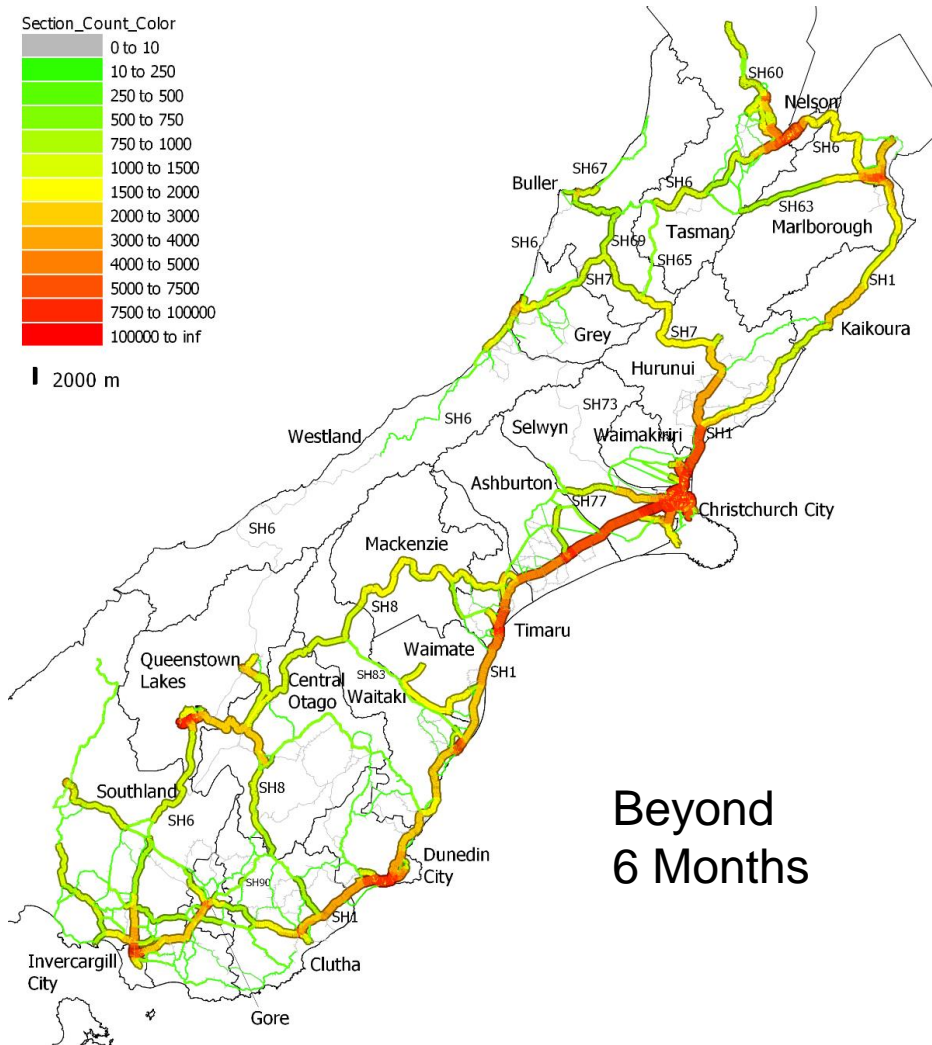 Section_Count_Color
0 to 10
10 to 250
250 to 500
500 to 750
750 to 1000
1000 to 1500
1500 to 2000
2000 to 3000
3000 to 4000
4000 to 5000
5000 to 7500
7500 to 100000
100000 to inf
2000 m
SH60
Nelson
SH6
SH67
Buller
SH6
SH63
Tasman
Marlborough
SH6
SH69
SH65
SH7
SH1
Kaikoura
SH7
Grey
Hurunui
SH73
SH6
Westland
Selwyn
Waimakiriri
SH1
Ashburton
SH77
Christchurch City
SH6
Mackenzie
SH8
Timaru
Waimate
Queenstown
Lakes
SH83
SH1
Central
Otago
Waitaki
Southland
SH8
SH6
Beyond
6 Months
Dunedin
City
SH90
SH1
Invercargill
City
Clutha
Gore